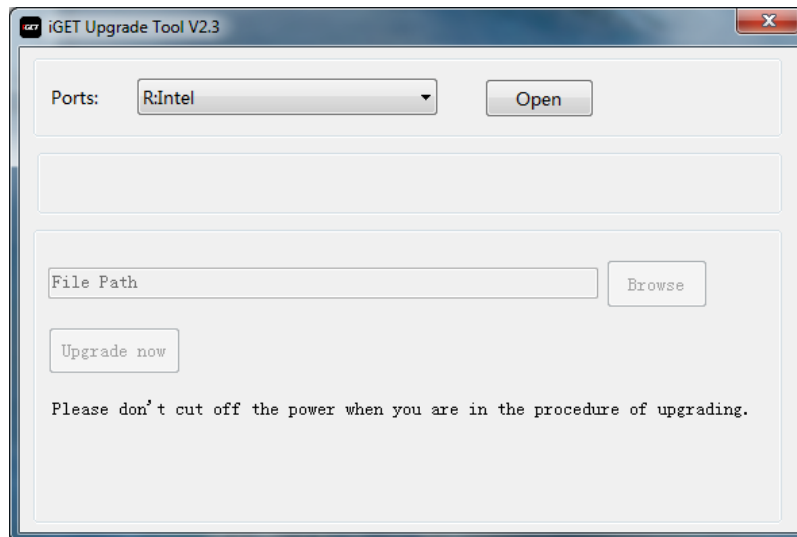 iGET iGET Upgrade Tool V2.3
Ports: R:Intel Open
File Path Browse
Upgrade now
Please don't cut off the power when you are in the procedure of upgrading.